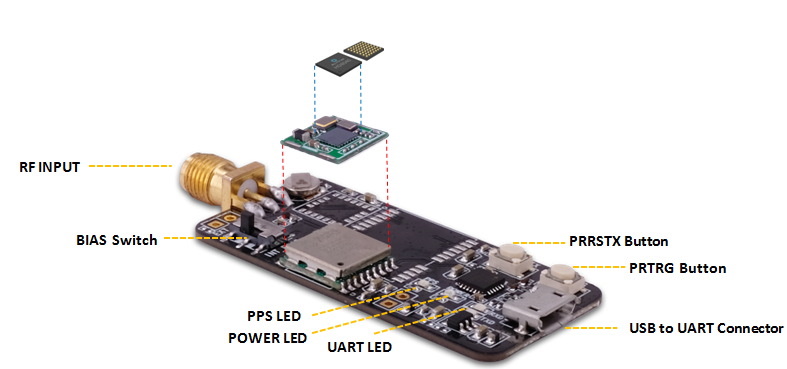 RF INPUT
BIAS Switch
PPS LED
POWER LED
UART LED
PRRSTX Button
PRTRG Button
USB to UART Connector